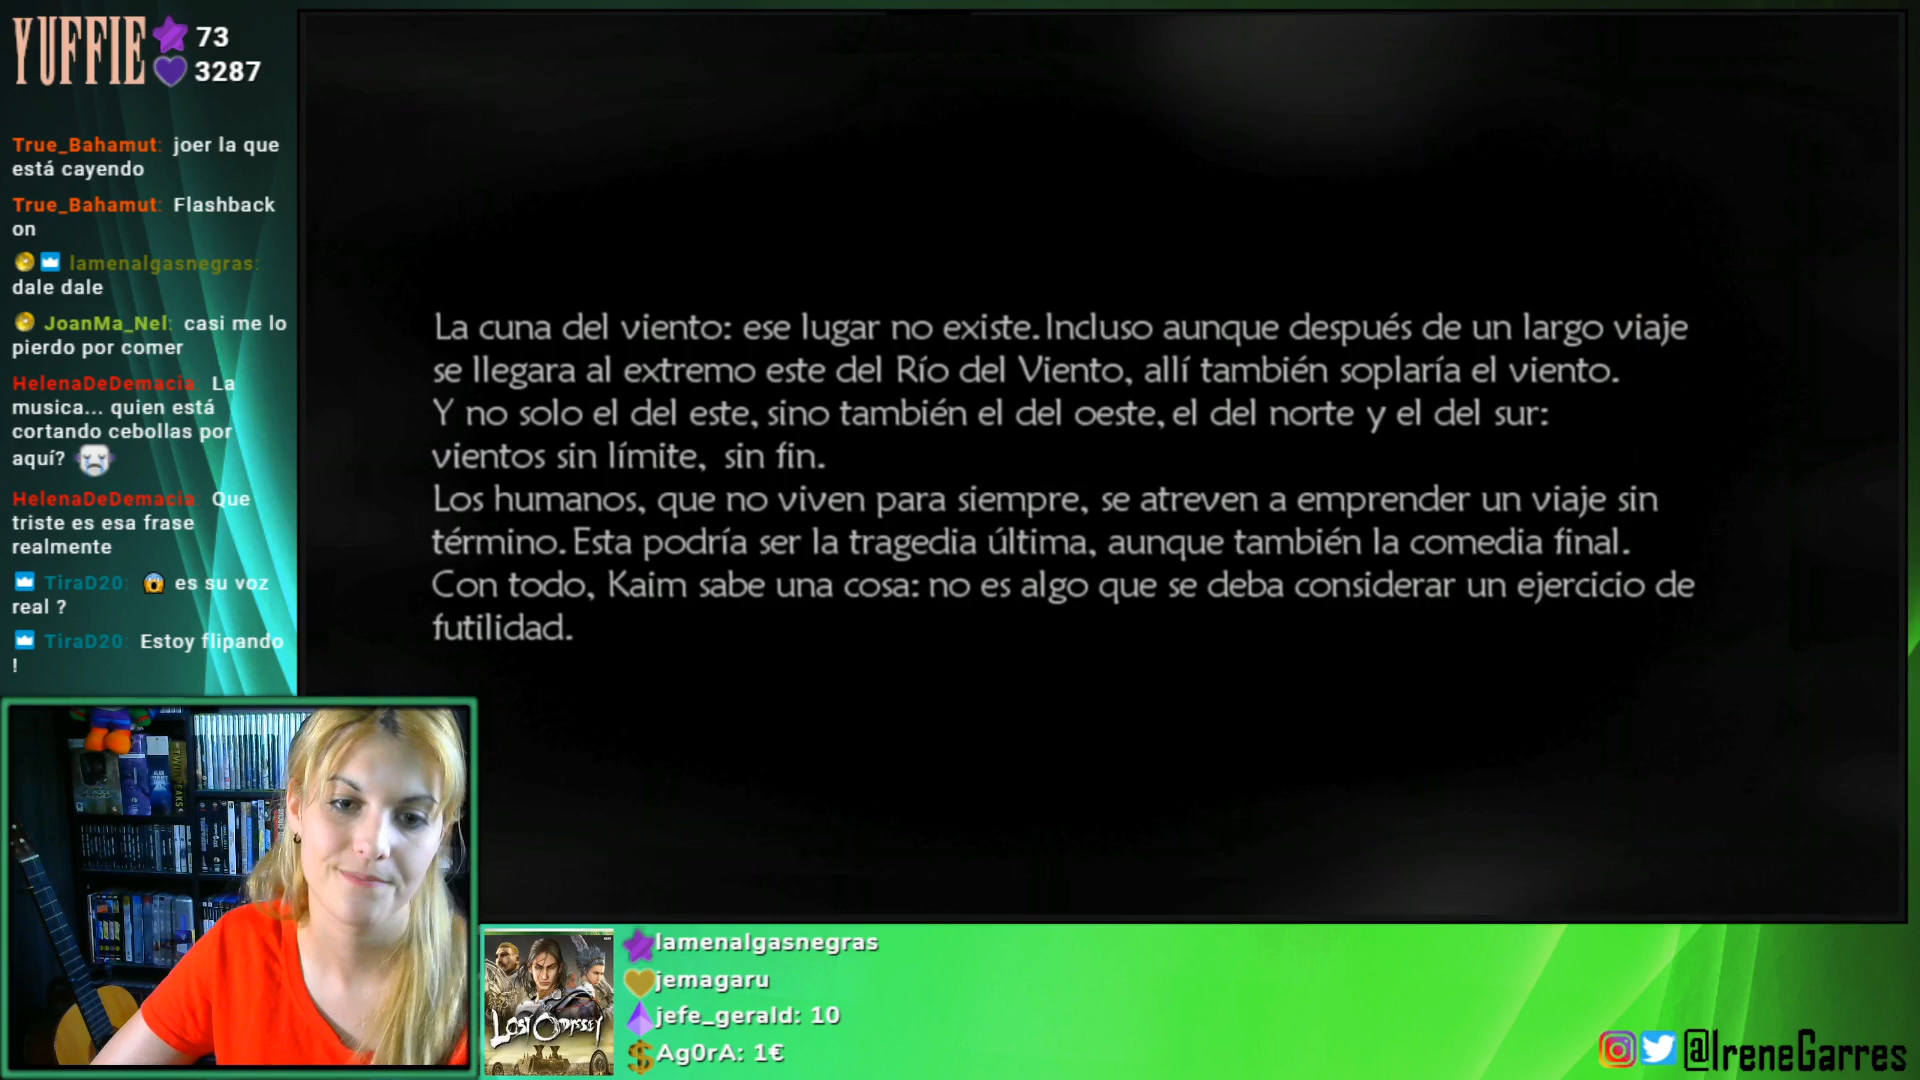 YUFFIE
73
3287
True_Bahamut: joer la que
está cayendo
True_Bahamut: Flashback
on
lamenalgasnegras:
dale dale
JoanMa_Nel: casi me lo
pierdo por comer
HelenaDeDemacia: La
musica... quien está
cortando cebollas por
aquí?
HelenaDeDemacia: Que
triste es esa frase
realmente
TiraD20: es su voz
real ?
TiraD20: Estoy flipando
!
La cuna del viento: ese lugar no existe. Incluso aunque después de un largo viaje
se llegara al extremo este del Río del Viento, allí también soplaría el viento.
Y no solo el del este, sino también el del oeste, el del norte y el del sur:
vientos sin límite, sin fin.
Los humanos, que no viven para siempre, se atreven a emprender un viaje sin
término. Esta podría ser la tragedia última, aunque también la comedia final.
Con todo, Kaim sabe una cosa: no es algo que se deba considerar un ejercicio de
futilidad.
TWIN PEAKS
LOST ODYSSEY
lamenalgasnegras
jemagaru
jefe_gerald: 10
Ag0rA: 1€
@IreneGarres